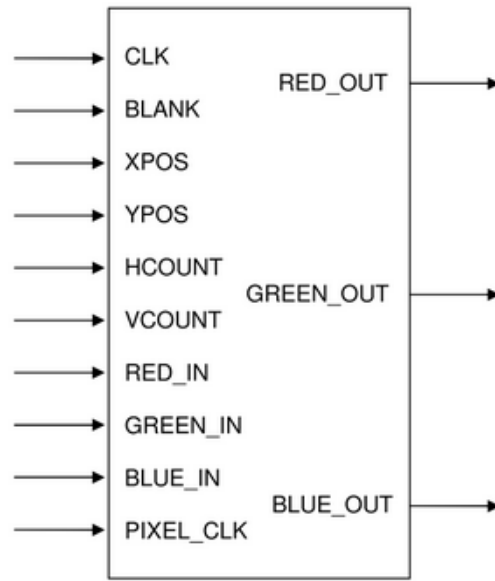 CLK
BLANK
XPOS
YPOS
HCOUNT
VCOUNT
RED_IN
GREEN_IN
BLUE_IN
PIXEL_CLK
RED_OUT
GREEN_OUT
BLUE_OUT